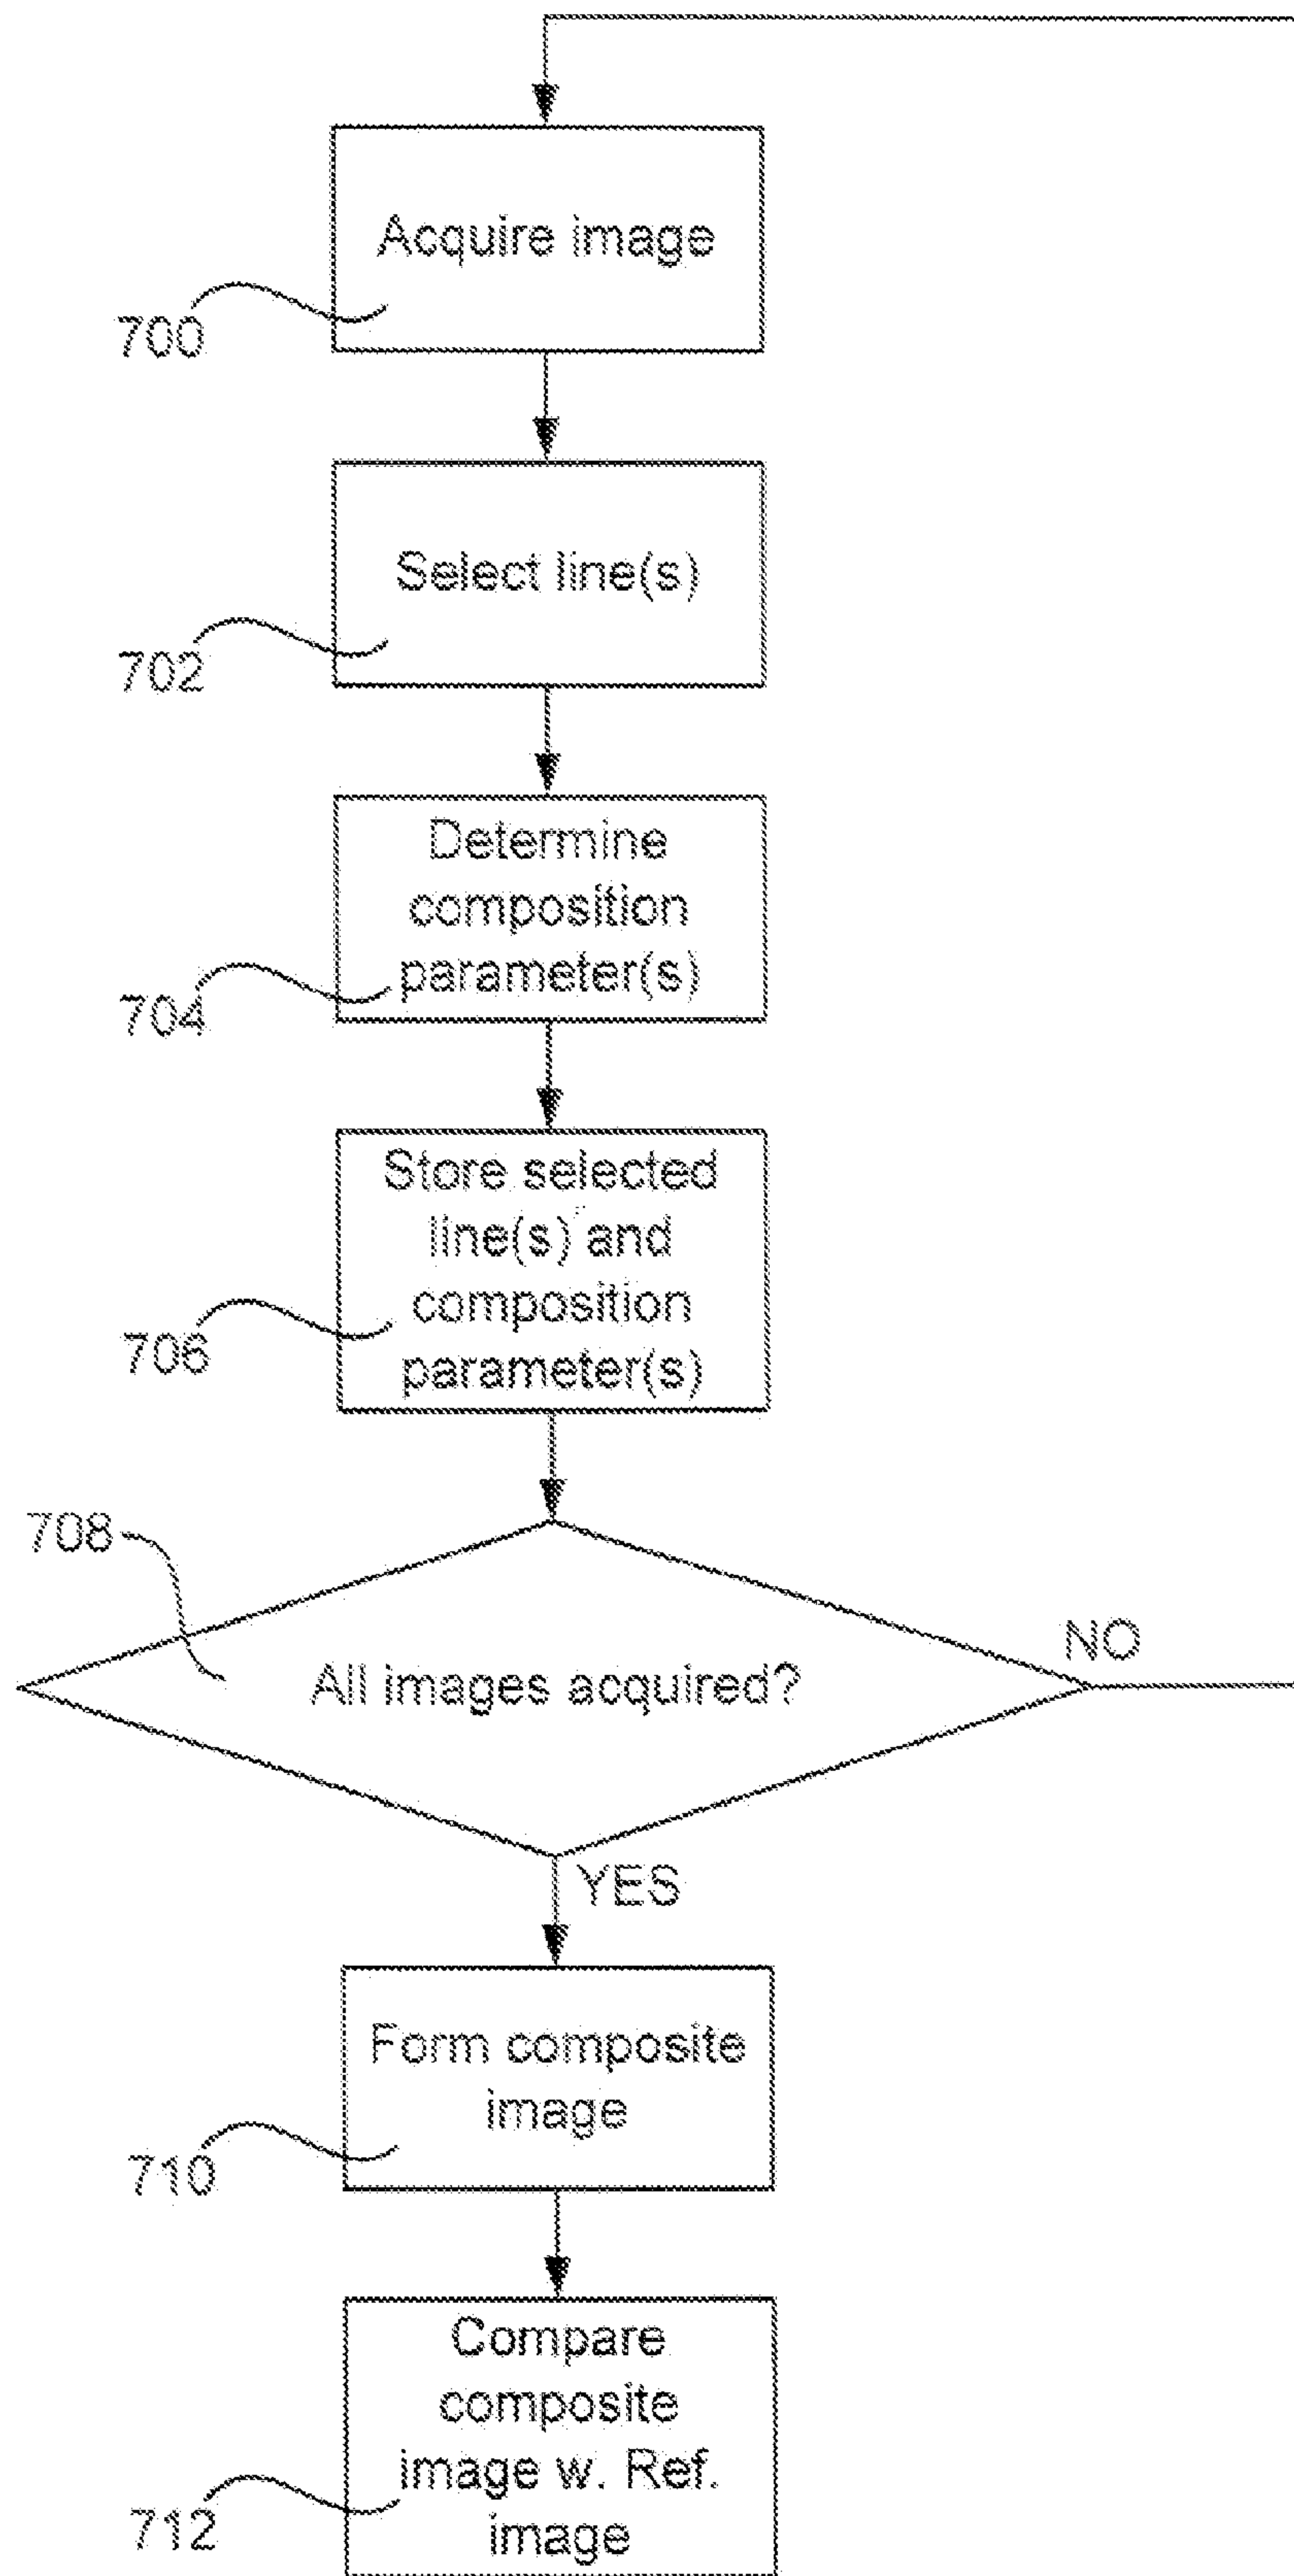 Acquire image
700
Select line(s)
702
Determine
composition
parameter(s)
704
Store selected
line(s) and
composition
parameter(s)
706
708
All images acquired?
NO
YES
Form composite
image
710
Compare
composite
image w. Ref.
image
712